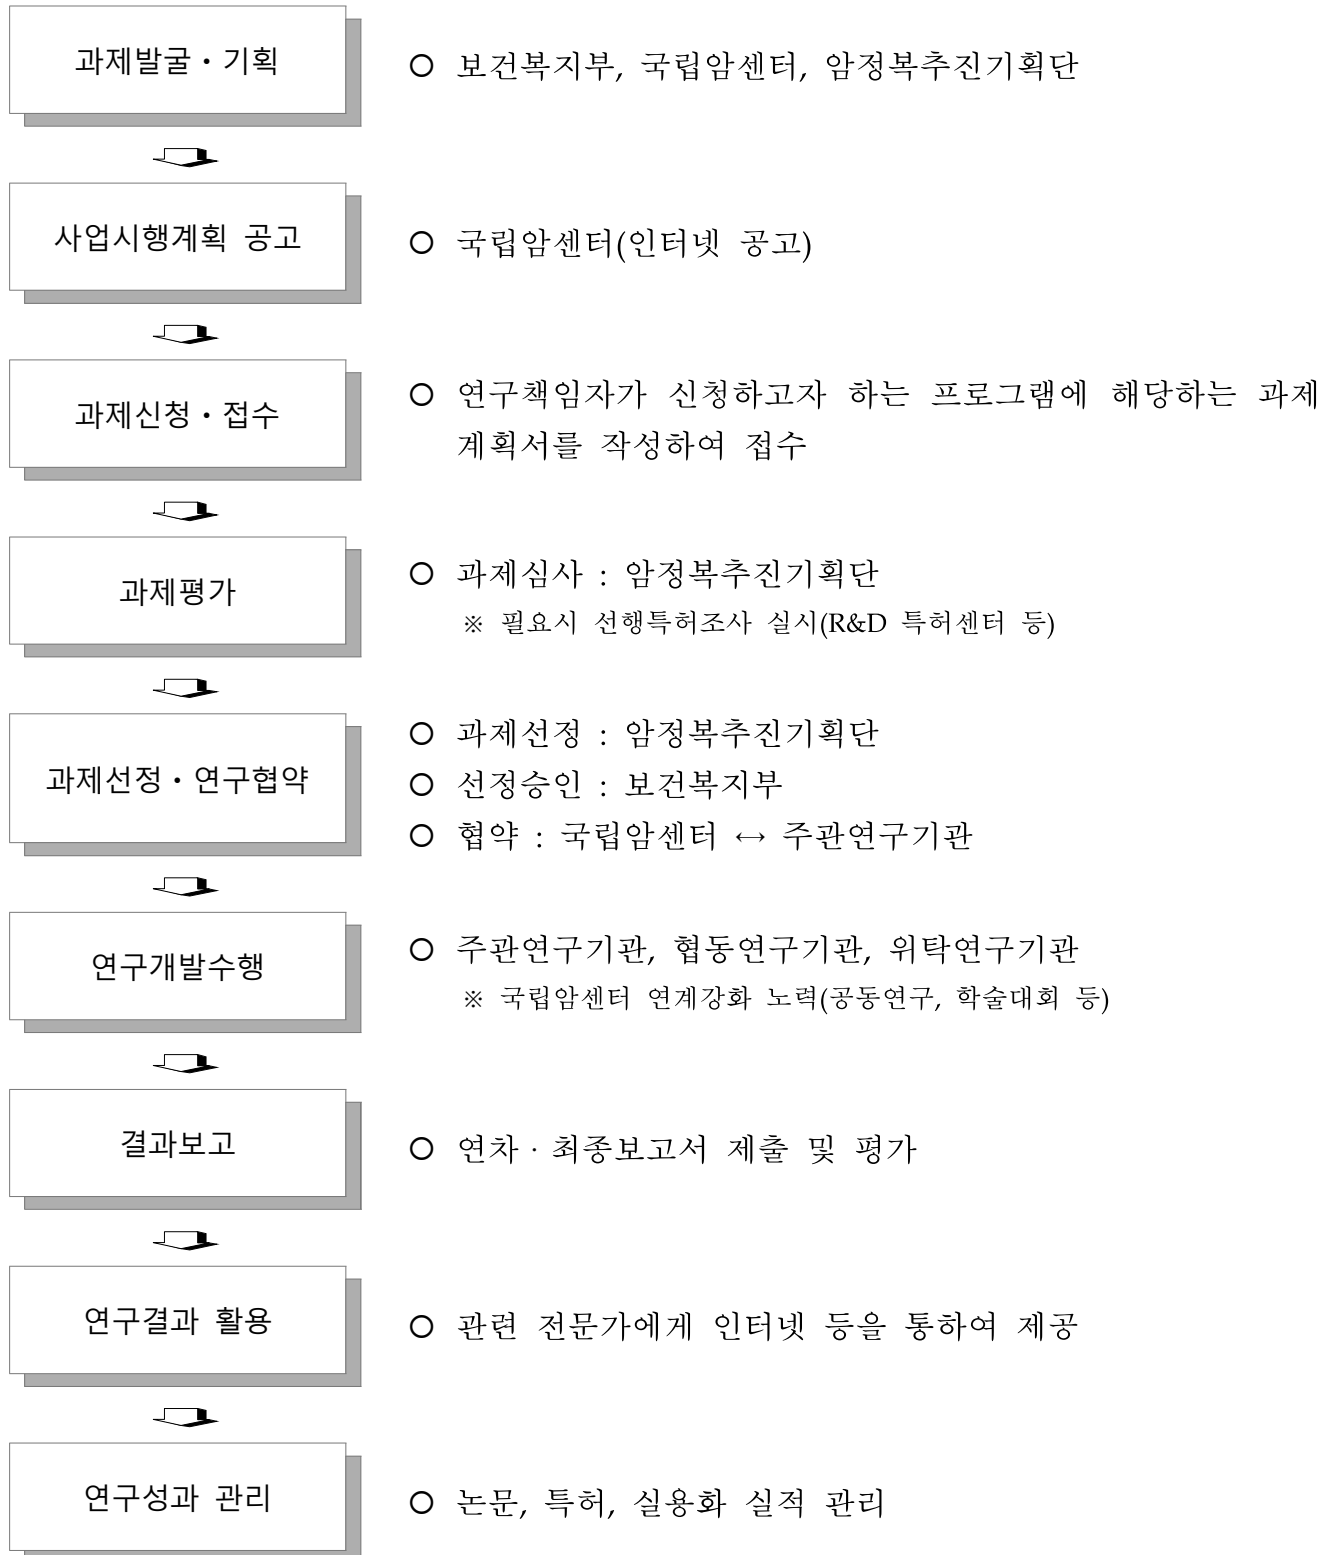 과제발굴・기획
○ 보건복지부, 국립암센터, 암정복추진기획단
사업시행계획 공고
○ 국립암센터(인터넷 공고)
과제신청・접수
○ 연구책임자가 신청하고자 하는 프로그램에 해당하는 과제
계획서를 작성하여 접수
과제평가
○ 과제심사 : 암정복추진기획단
※ 필요시 선행특허조사 실시(R&D 특허센터 등)
과제선정・연구협약
○ 과제선정 : 암정복추진기획단
○ 선정승인 : 보건복지부
○ 협약 : 국립암센터 ↔ 주관연구기관
연구개발수행
○ 주관연구기관, 협동연구기관, 위탁연구기관
※ 국립암센터 연계강화 노력(공동연구, 학술대회 등)
결과보고
○ 연차·최종보고서 제출 및 평가
연구결과 활용
○ 관련 전문가에게 인터넷 등을 통하여 제공
연구성과 관리
○ 논문, 특허, 실용화 실적 관리